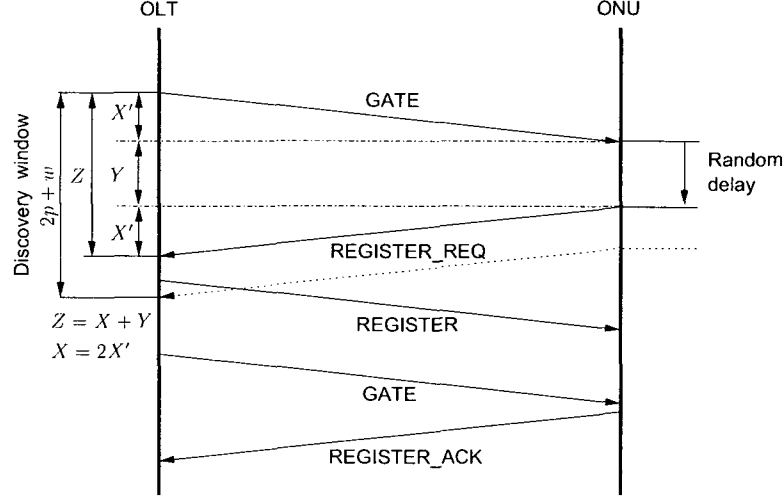 OLT
ONU
GATE
X′
Y
X′
Z
Discovery window
2p + w
Random
delay
REGISTER_REQ
Z = X + Y
X = 2X′
REGISTER
GATE
REGISTER_ACK